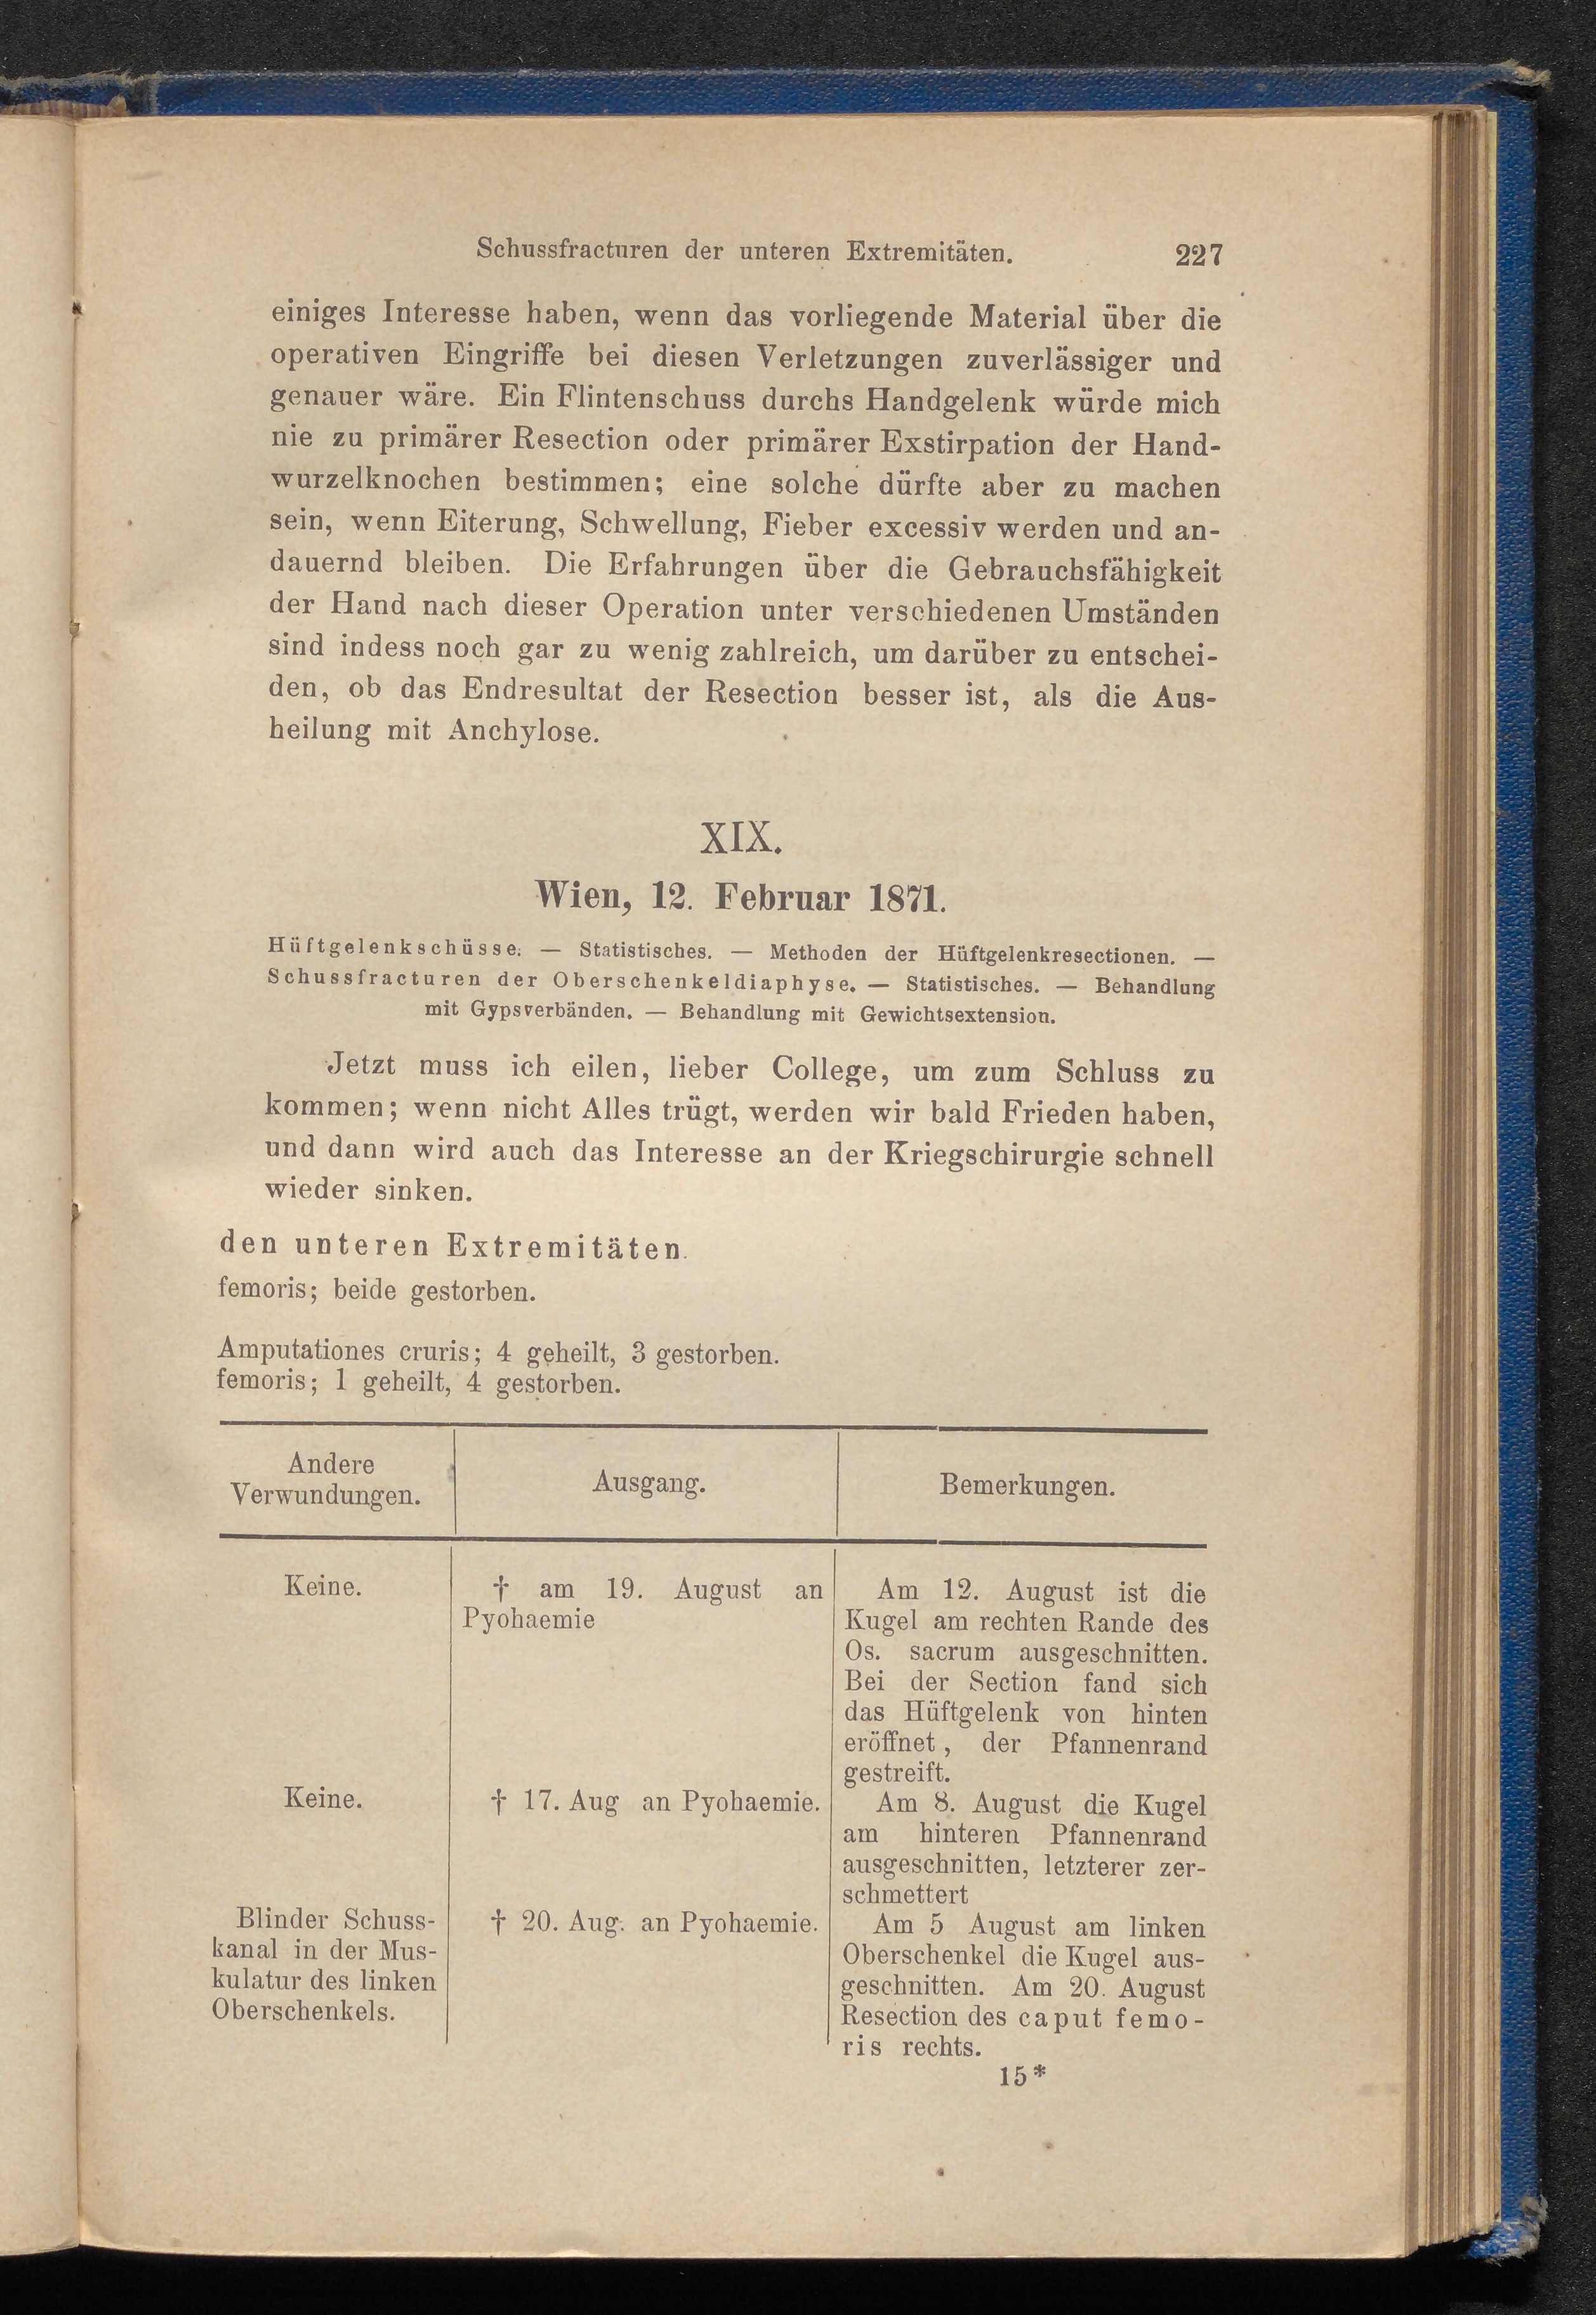 Schussfracturen der unteren Extremitäten. 227
einiges Interesse haben, wenn das vorliegende Material über die
operativen Eingriffe bei diesen Verletzungen zuverlässiger und
genauer wäre. Ein Flintenschuss durchs Handgelenk würde mich
nie zu primärer Resection oder primärer Exstirpation der Hand-
wurzelknochen bestimmen; eine solche dürfte aber zu machen
sein, wenn Eiterung, Schwellung, Fieber excessiv werden und an-
dauernd bleiben. Die Erfahrungen über die Gebrauchsfähigkeit
der Hand nach dieser Operation unter verschiedenen Umständen
sind indess noch gar zu wenig zahlreich, um darüber zu entschei-
den, ob das Endresultat der Resection besser ist, als die Aus-
heilung mit Anchylose.
XIX.
Wien, 12. Februar 1871.
Hüftgelenkschüsse. — Statistisches. — Methoden der Hüftgelenkresectionen. —
Schussfracturen der Oberschenkeldiaphyse. — Statistisches. — Behandlung
mit Gypsverbänden. — Behandlung mit Gewichtsextension.
Jetzt muss ich eilen, lieber College, um zum Schluss zu
kommen; wenn nicht Alles trügt, werden wir bald Frieden haben,
und dann wird auch das Interesse an der Kriegschirurgie schnell
wieder sinken.
den unteren Extremitäten.
femoris; beide gestorben.
Amputationes cruris; 4 geheilt, 3 gestorben.
femoris; 1 geheilt, 4 gestorben.
Andere
Verwundungen.
Ausgang.
Bemerkungen.
Keine.
† am 19. August an
Pyohaemie
Am 12. August ist die
Kugel am rechten Rande des
Os. sacrum ausgeschnitten.
Bei der Section fand sich
das Hüftgelenk von hinten
eröffnet, der Pfannenrand
gestreift.
Keine.
† 17. Aug an Pyohaemie.
Am 8. August die Kugel
am hinteren Pfannenrand
ausgeschnitten, letzterer zer-
schmettert
Blinder Schuss-
kanal in der Mus-
kulatur des linken
Oberschenkels.
† 20. Aug. an Pyohaemie.
Am 5 August am linken
Oberschenkel die Kugel aus-
geschnitten. Am 20. August
Resection des caput femo-
ris rechts.
15*